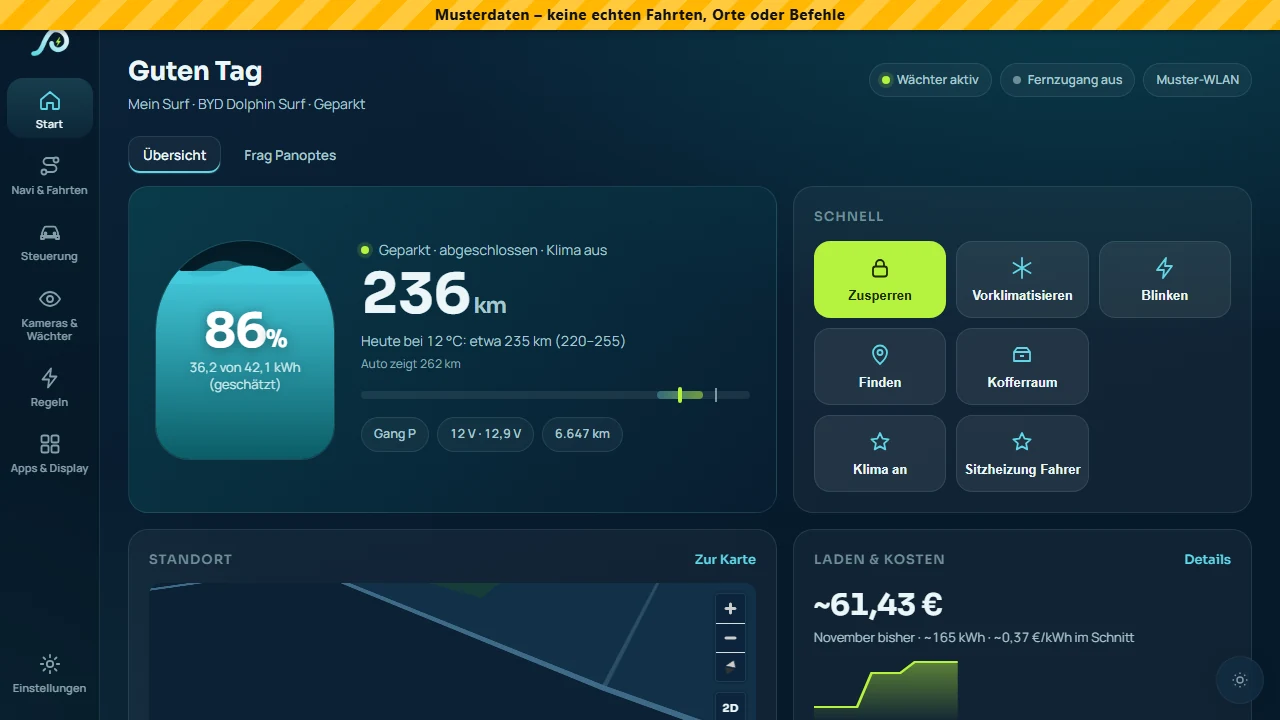 Musterdaten – keine echten Fahrten, Orte oder Befehle
Guten Tag
Mein Surf · BYD Dolphin Surf · Geparkt
Wächter aktiv
Fernzugang aus
Muster-WLAN
Start
Navi & Fahrten
Steuerung
Kameras &
Wächter
Regeln
Apps & Display
Einstellungen
Übersicht
Frag Panoptes
86%
36,2 von 42,1 kWh
(geschätzt)
Geparkt · abgeschlossen · Klima aus
236 km
Heute bei 12 °C: etwa 235 km (220–255)
Auto zeigt 262 km
Gang P
12 V · 12,9 V
6.647 km
SCHNELL
Zusperren
Vorklimatisieren
Blinken
Finden
Kofferraum
Klima an
Sitzheizung Fahrer
STANDORT
Zur Karte
+
−
2D
LADEN & KOSTEN
Details
~61,43 €
November bisher · ~165 kWh · ~0,37 €/kWh im Schnitt